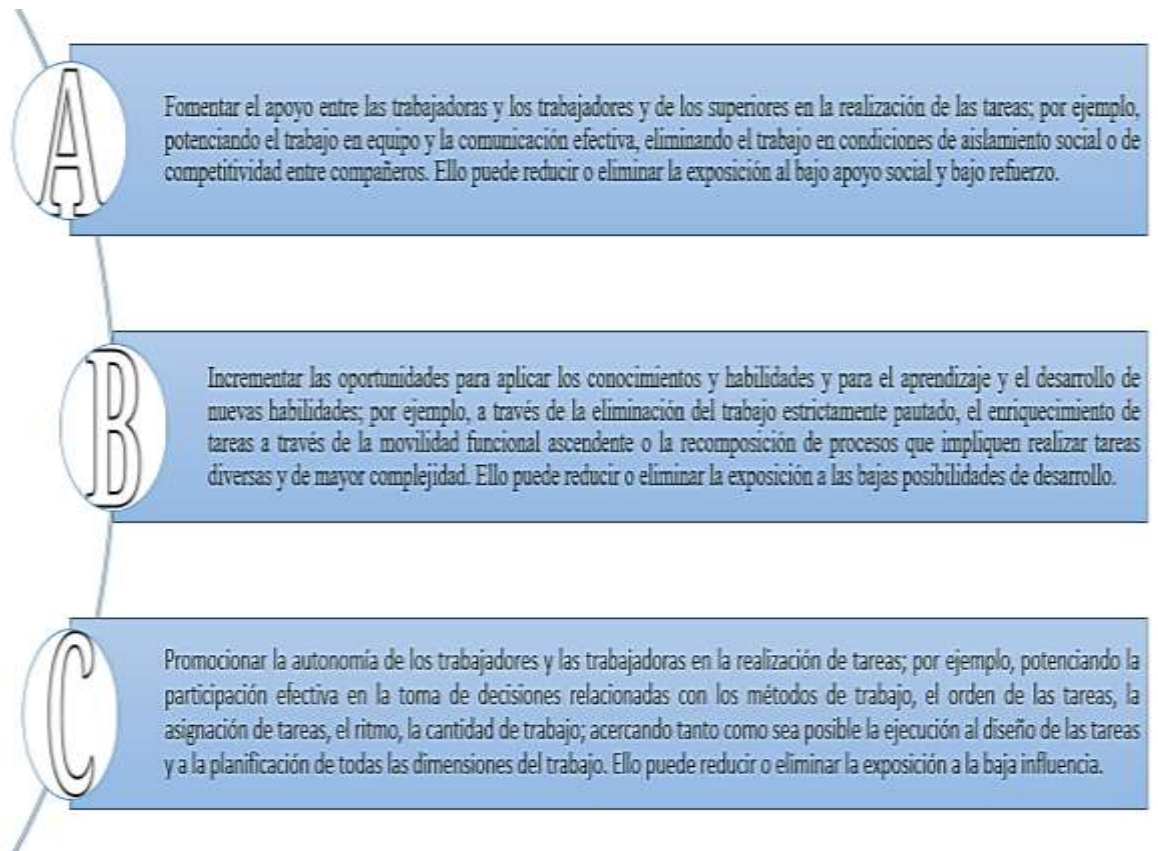 A
Fomentar el apoyo entre las trabajadoras y los trabajadores y de los superiores en la realización de las tareas; por ejemplo,
potenciando el trabajo en equipo y la comunicación efectiva, eliminando el trabajo en condiciones de aislamiento social o de
competitividad entre compañeros. Ello puede reducir o eliminar la exposición al bajo apoyo social y bajo refuerzo.
B
Incrementar las oportunidades para aplicar los conocimientos y habilidades y para el aprendizaje y el desarrollo de
nuevas habilidades; por ejemplo, a través de la eliminación del trabajo estrictamente pautado, el enriquecimiento de
tareas a través de la movilidad funcional ascendente o la recomposición de procesos que impliquen realizar tareas
diversas y de mayor complejidad. Ello puede reducir o eliminar la exposición a las bajas posibilidades de desarrollo.
C
Promocionar la autonomía de los trabajadores y las trabajadoras en la realización de tareas; por ejemplo, potenciando la
participación efectiva en la toma de decisiones relacionadas con los métodos de trabajo, el orden de las tareas, la
asignación de tareas, el ritmo, la cantidad de trabajo; acercando tanto como sea posible la ejecución al diseño de las tareas
y a la planificación de todas las dimensiones del trabajo. Ello puede reducir o eliminar la exposición a la baja influencia.